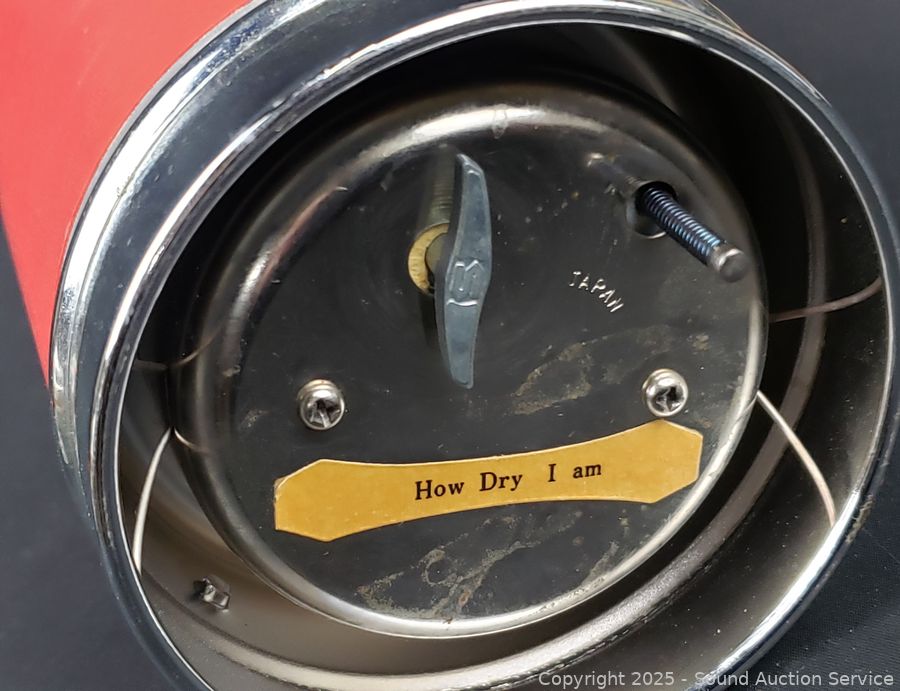 JAPAN
How Dry I am
Copyright 2025 - Sound Auction Service